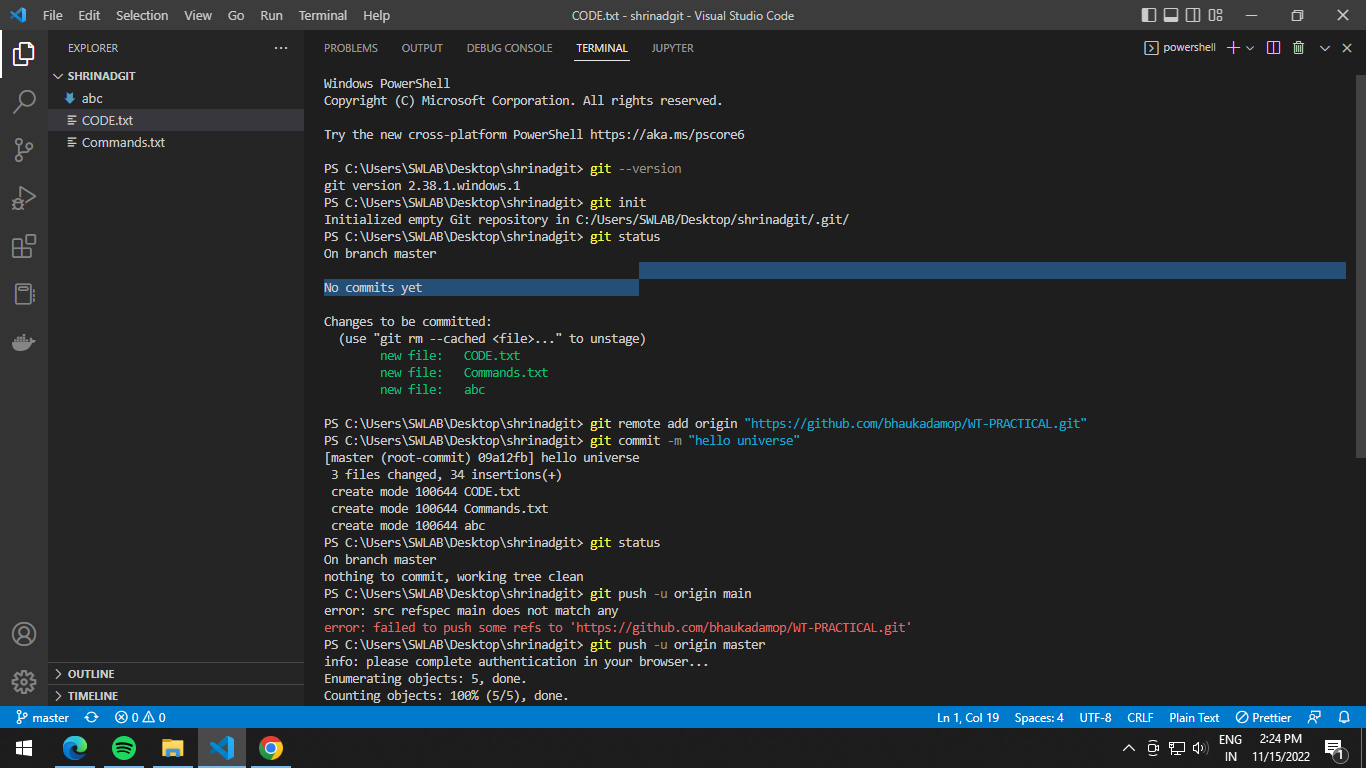 File Edit Selection View Go Run Terminal Help CODE.txt - shrinadgit - Visual Studio Code
EXPLORER
SHRINADGIT
abc
CODE.txt
Commands.txt
OUTLINE
TIMELINE
PROBLEMS OUTPUT DEBUG CONSOLE TERMINAL JUPYTER powershell
Windows PowerShell
Copyright (C) Microsoft Corporation. All rights reserved.
Try the new cross-platform PowerShell https://aka.ms/pscore6
PS C:\Users\SWLAB\Desktop\shrinadgit> git --version
git version 2.38.1.windows.1
PS C:\Users\SWLAB\Desktop\shrinadgit> git init
Initialized empty Git repository in C:/Users/SWLAB/Desktop/shrinadgit/.git/
PS C:\Users\SWLAB\Desktop\shrinadgit> git status
On branch master
No commits yet
Changes to be committed:
(use "git rm --cached <file>..." to unstage)
new file: CODE.txt
new file: Commands.txt
new file: abc
PS C:\Users\SWLAB\Desktop\shrinadgit> git remote add origin "https://github.com/bhaukadamop/WT-PRACTICAL.git"
PS C:\Users\SWLAB\Desktop\shrinadgit> git commit -m "hello universe"
[master (root-commit) 09a12fb] hello universe
3 files changed, 34 insertions(+)
create mode 100644 CODE.txt
create mode 100644 Commands.txt
create mode 100644 abc
PS C:\Users\SWLAB\Desktop\shrinadgit> git status
On branch master
nothing to commit, working tree clean
PS C:\Users\SWLAB\Desktop\shrinadgit> git push -u origin main
error: src refspec main does not match any
error: failed to push some refs to 'https://github.com/bhaukadamop/WT-PRACTICAL.git'
PS C:\Users\SWLAB\Desktop\shrinadgit> git push -u origin master
info: please complete authentication in your browser...
Enumerating objects: 5, done.
Counting objects: 100% (5/5), done.
master 0 0 Ln 1, Col 19 Spaces: 4 UTF-8 CRLF Plain Text Prettier
ENG 2:24 PM
IN 11/15/2022 1